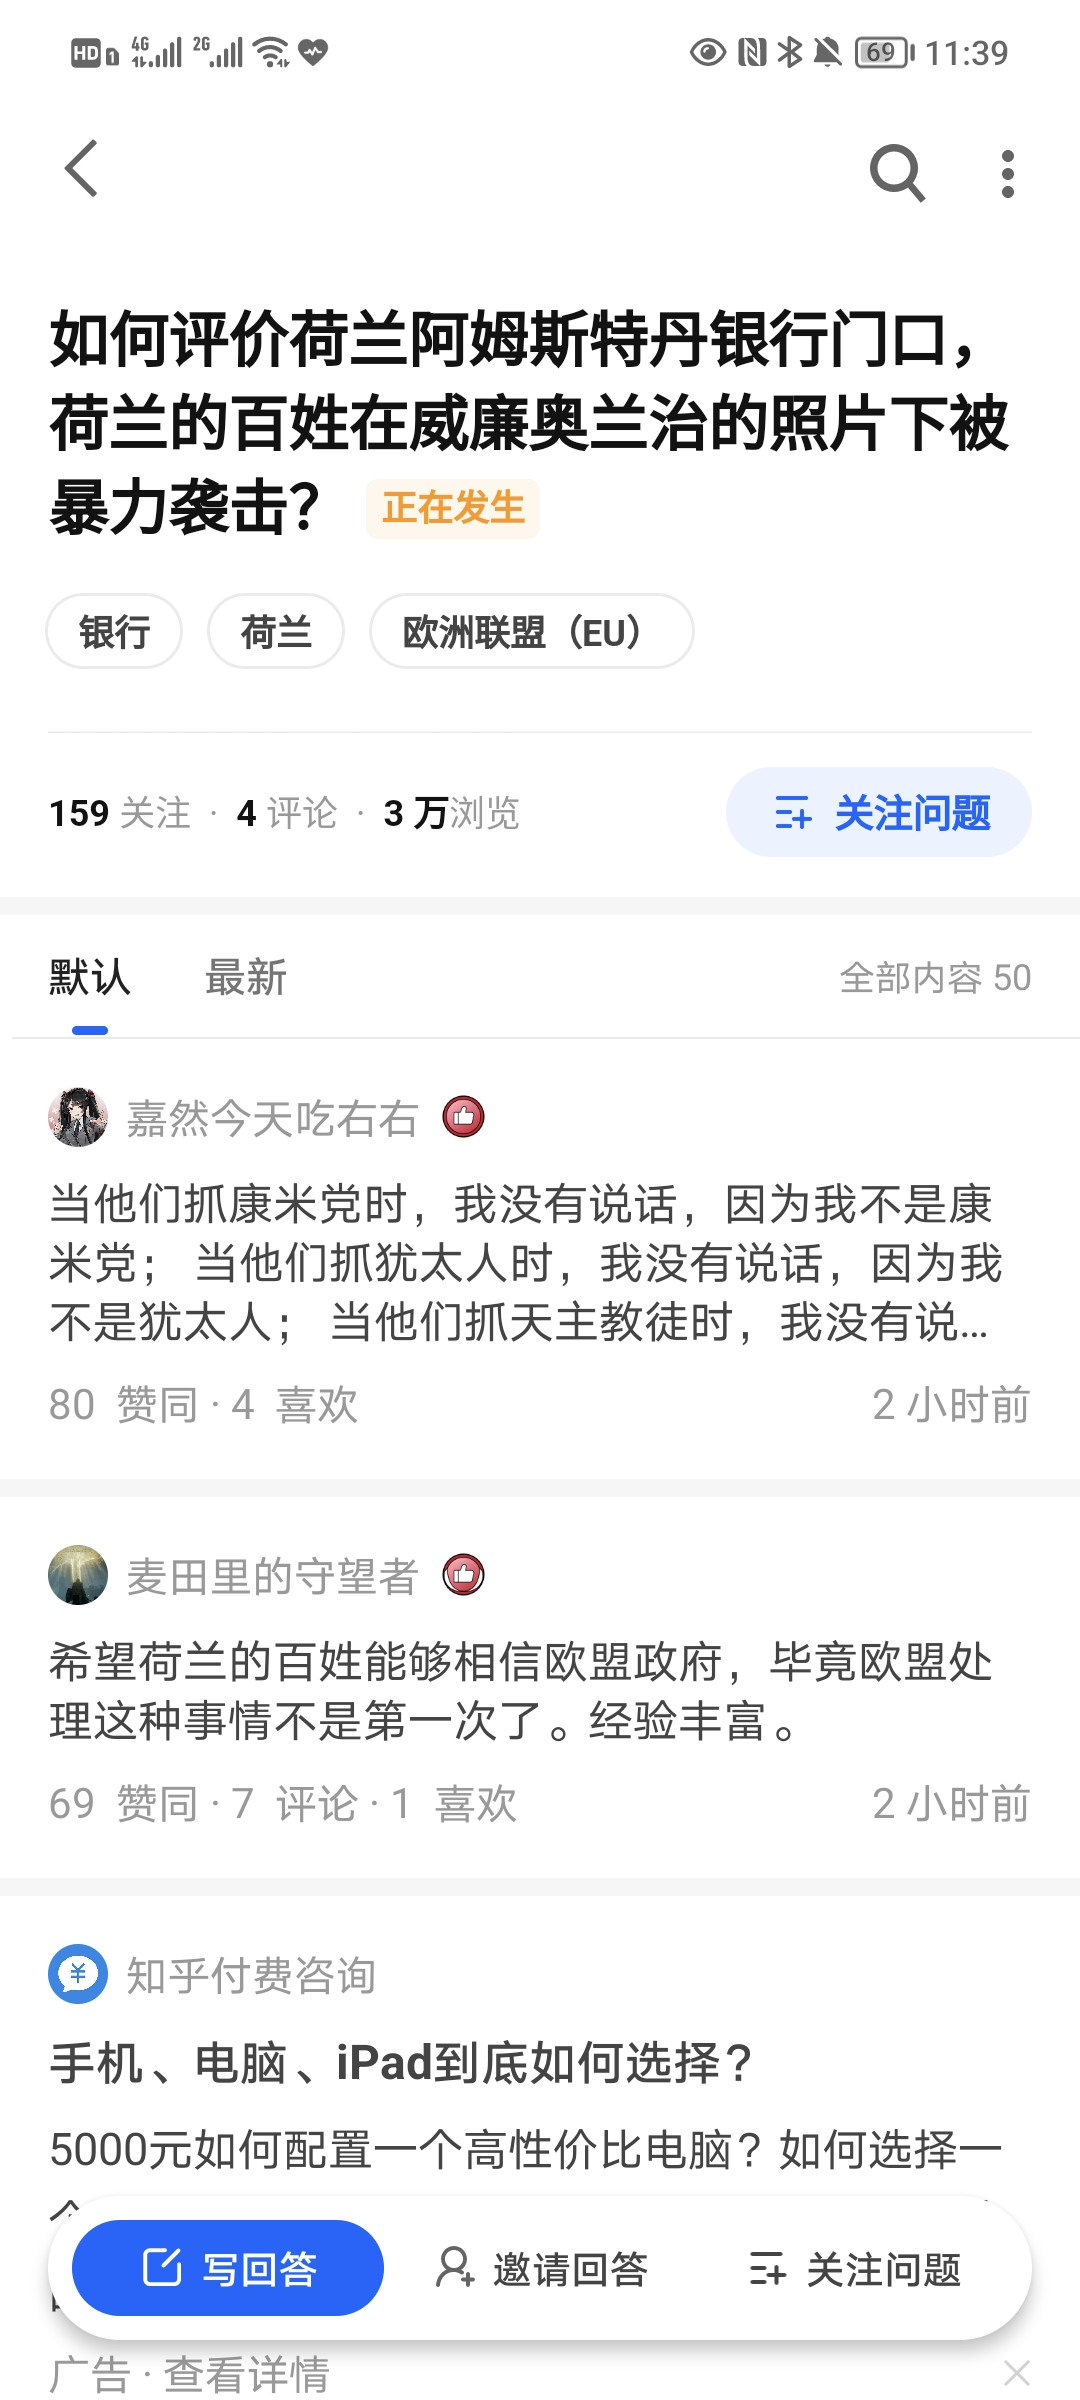 HD 1 4G 2G 69 11:39
如何评价荷兰阿姆斯特丹银行门口，
荷兰的百姓在威廉奥兰治的照片下被
暴力袭击？ 正在发生
银行 荷兰 欧洲联盟（EU）
159 关注 · 4 评论 · 3 万浏览 关注问题
默认 最新 全部内容 50
嘉然今天吃右右
当他们抓康米党时，我没有说话，因为我不是康
米党； 当他们抓犹太人时，我没有说话，因为我
不是犹太人； 当他们抓天主教徒时，我没有说...
80 赞同 · 4 喜欢 2 小时前
麦田里的守望者
希望荷兰的百姓能够相信欧盟政府，毕竟欧盟处
理这种事情不是第一次了。经验丰富。
69 赞同 · 7 评论 · 1 喜欢 2 小时前
知乎付费咨询
手机、电脑、iPad到底如何选择？
5000元如何配置一个高性价比电脑？如何选择一
写回答 邀请回答 关注问题
广告 · 查看详情